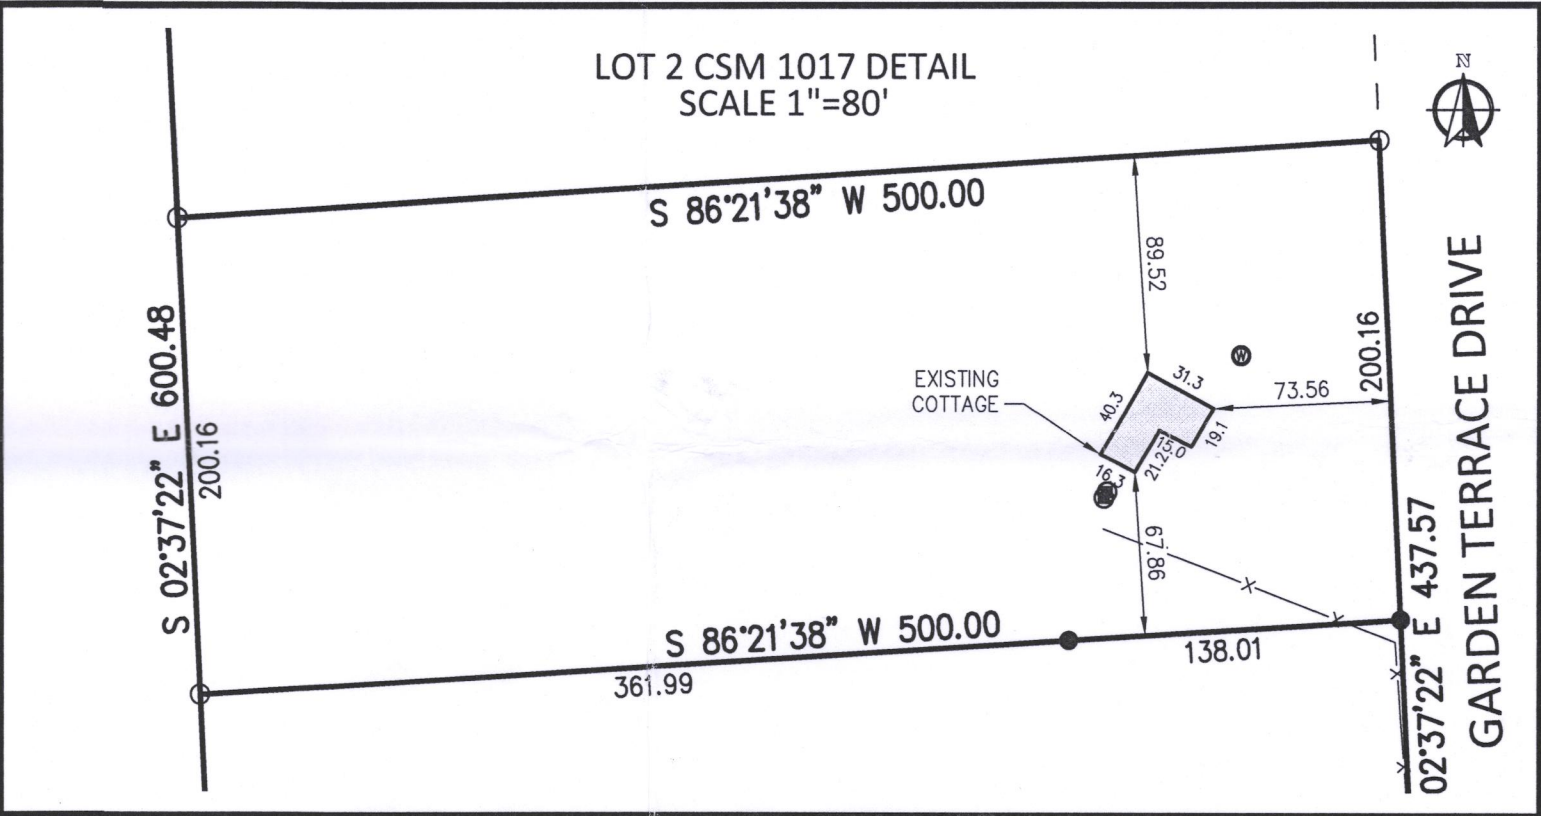 LOT 2 CSM 1017 DETAIL
SCALE 1"=80'
N
S 86°21'38" W 500.00
89.52
S 02°37'22" E 600.48
200.16
EXISTING
COTTAGE
40.3
31.3
W
73.56
200.16
19.1
21.2
16.3
67.86
S 86°21'38" W 500.00
138.01
361.99
02°37'22" E 437.57
GARDEN TERRACE DRIVE